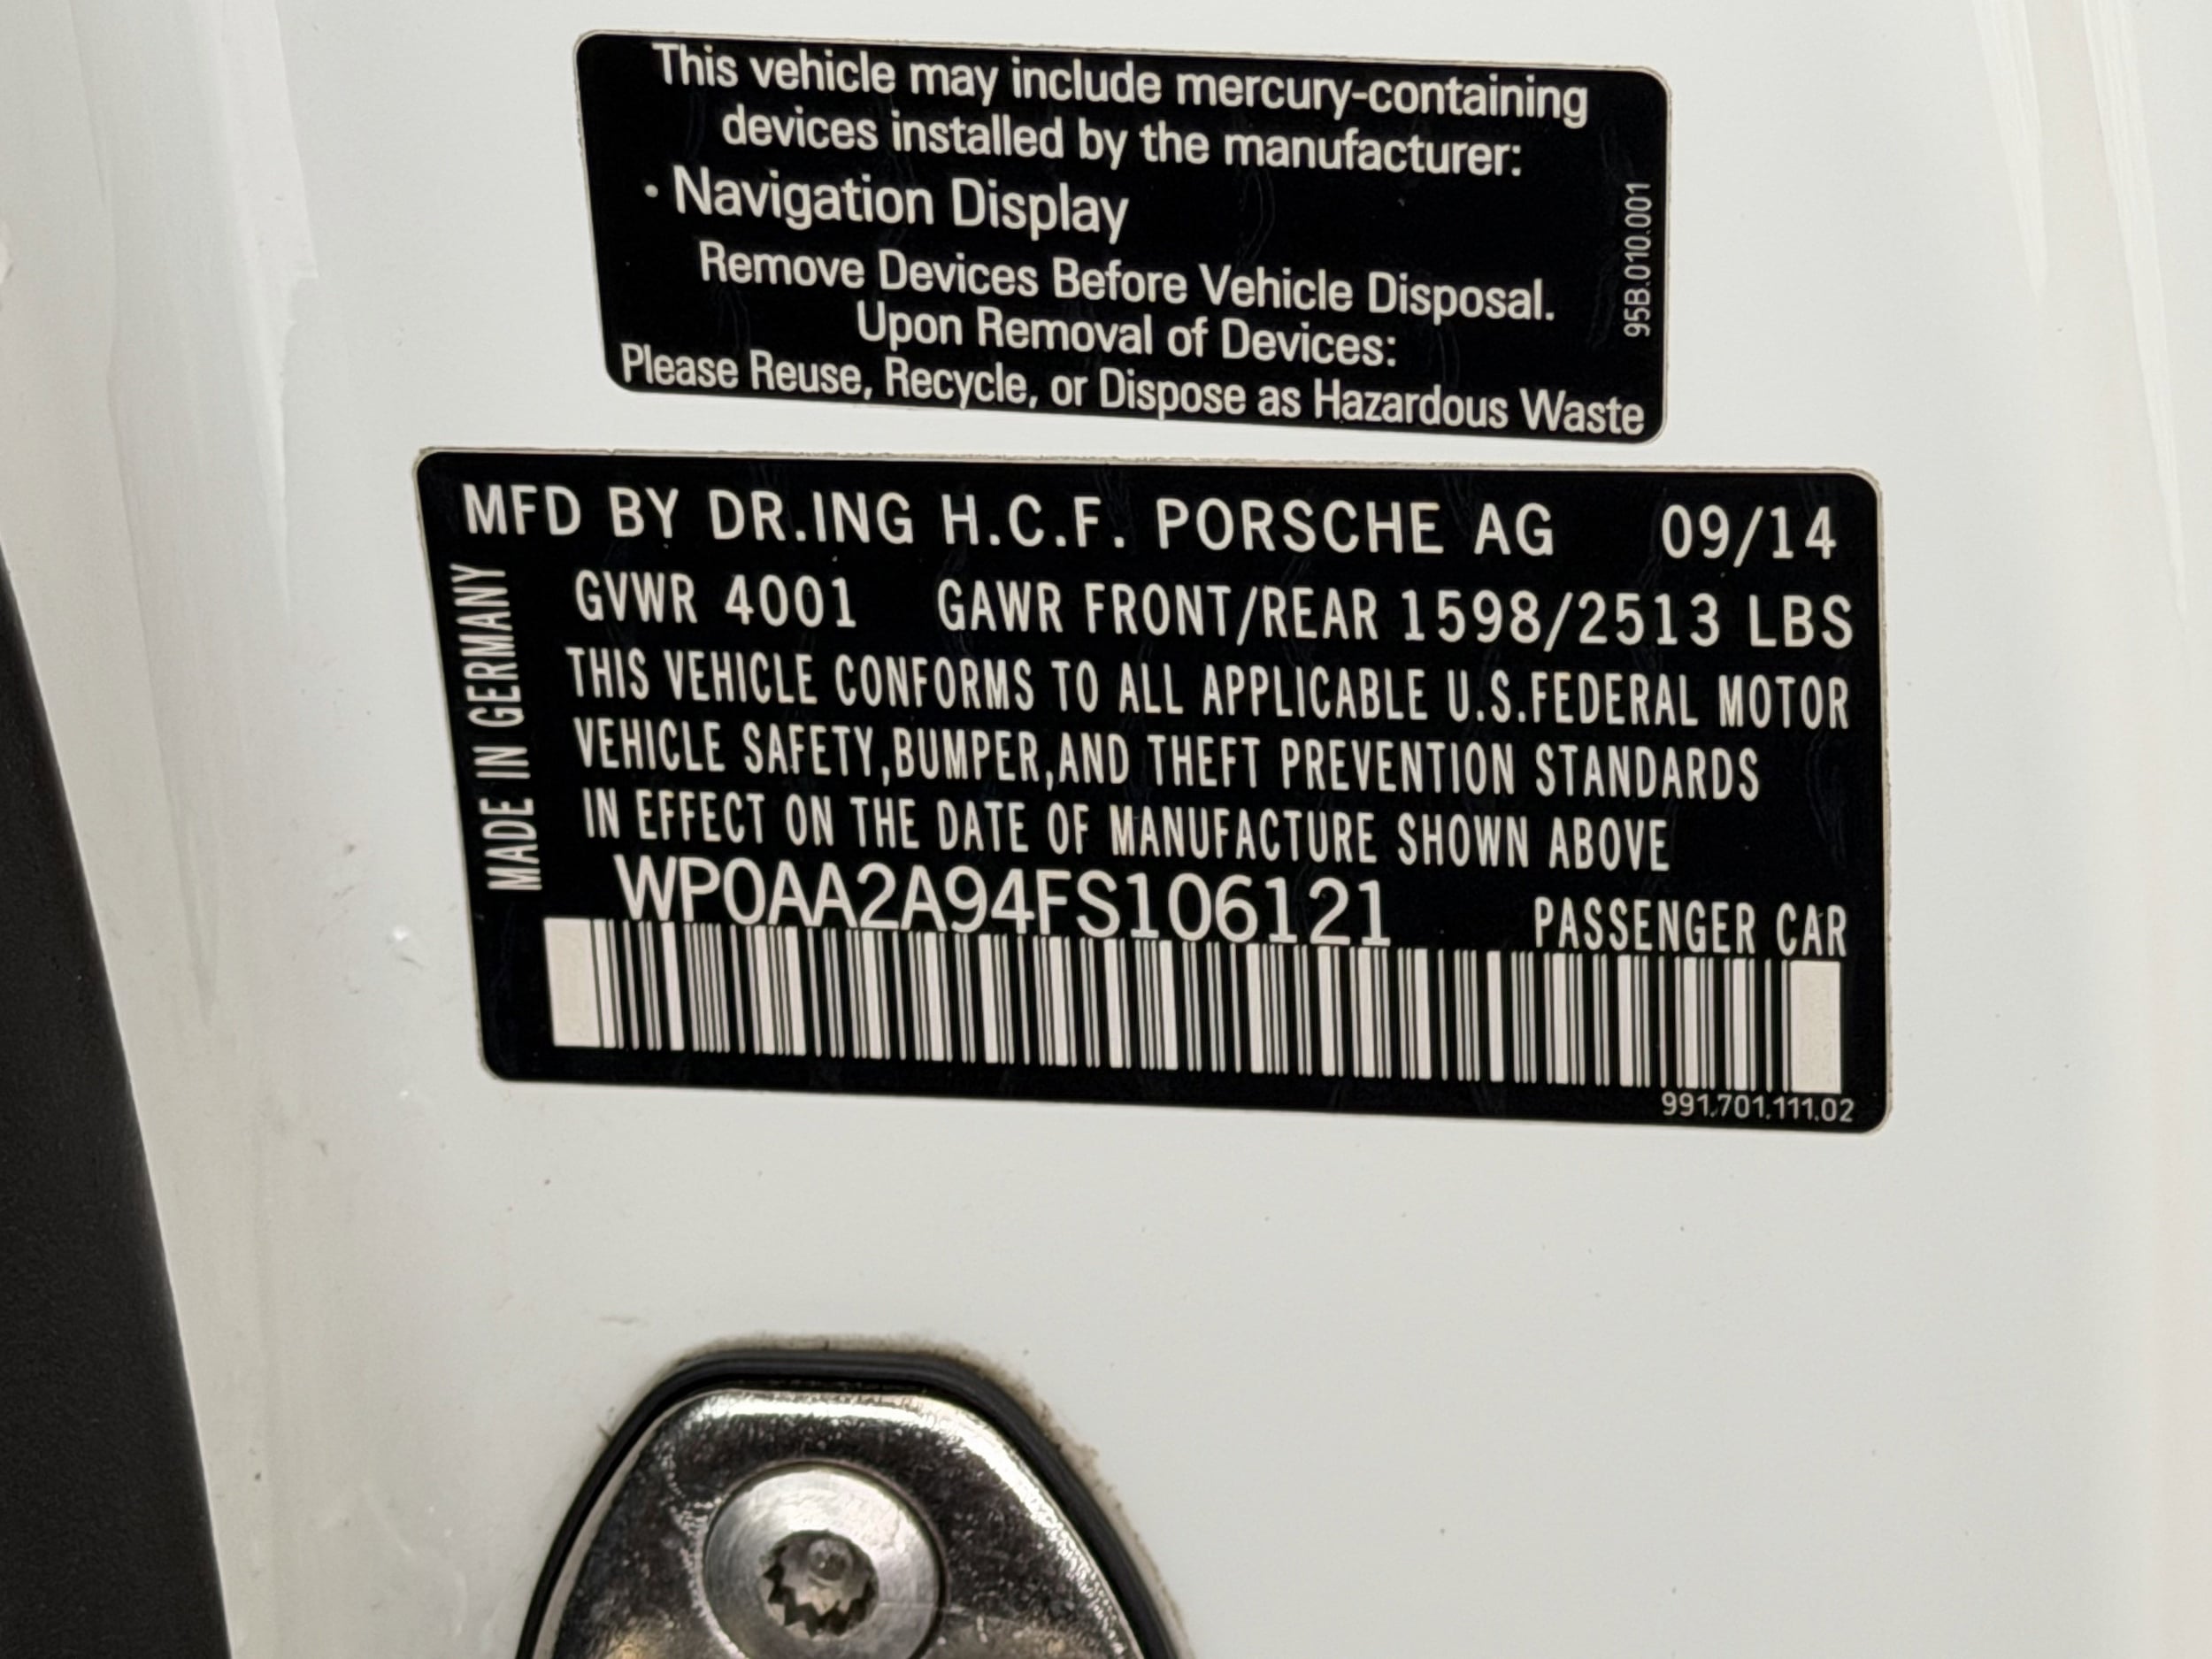 This vehicle may include mercury-containing
devices installed by the manufacturer:
· Navigation Display
Remove Devices Before Vehicle Disposal.
Upon Removal of Devices:
Please Reuse, Recycle, or Dispose as Hazardous Waste
95B.010.001
MFD BY DR.ING H.C.F. PORSCHE AG 09/14
GVWR 4001 GAWR FRONT/REAR 1598/2513 LBS
THIS VEHICLE CONFORMS TO ALL APPLICABLE U.S.FEDERAL MOTOR
VEHICLE SAFETY,BUMPER,AND THEFT PREVENTION STANDARDS
IN EFFECT ON THE DATE OF MANUFACTURE SHOWN ABOVE
WP0AA2A94FS106121 PASSENGER CAR
MADE IN GERMANY
991.701.111.02